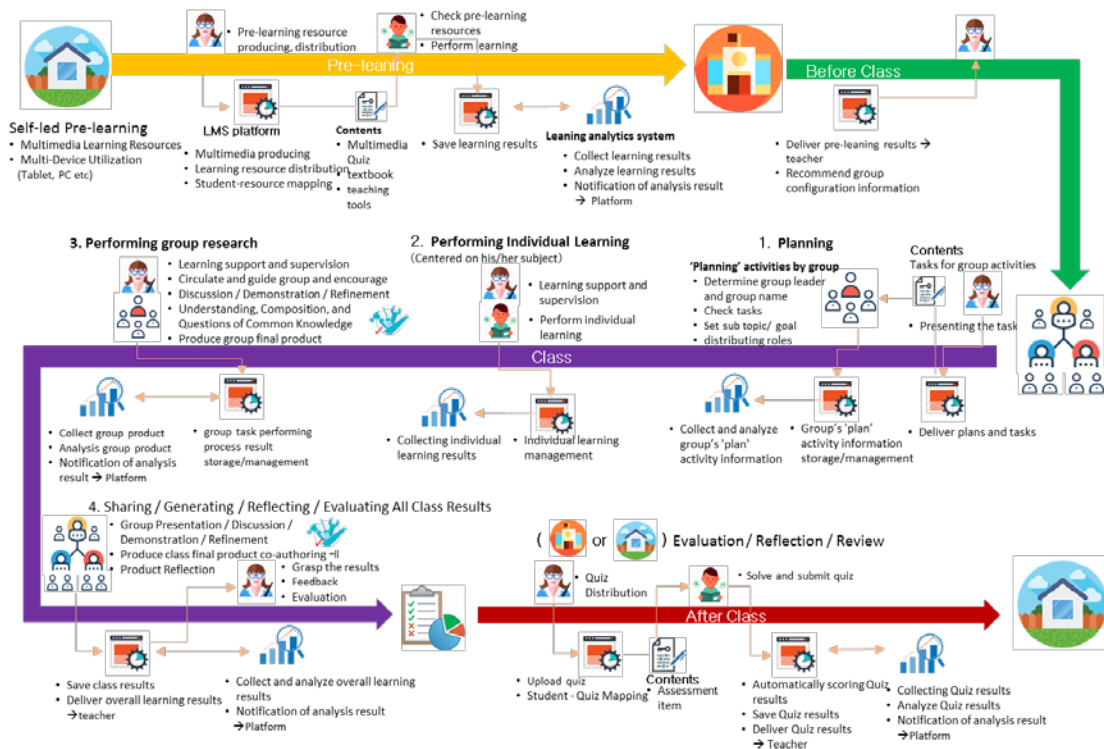 • Pre-learning resource
producing, distribution
• Check pre-learning
resources
• Perform learning
Pre-leaning
Before Class
Self-led Pre-learning
• Multimedia Learning Resources
• Multi-Device Utilization
(Tablet, PC etc)
LMS platform
• Multimedia producing
• Learning resource distribution
• Student-resource mapping
Contents
• Multimedia
Quiz
• textbook
• teaching
tools
• Save learning results
Leaning analytics system
• Collect learning results
• Analyze learning results
• Notification of analysis result
→ Platform
• Deliver pre-leaning results →
teacher
• Recommend group
configuration information
3. Performing group research
• Learning support and supervision
• Circulate and guide group and encourage
• Discussion / Demonstration / Refinement
• Understanding, Composition, and
Questions of Common Knowledge
• Produce group final product
2. Performing Individual Learning
(Centered on his/her subject)
• Learning support and
supervision
• Perform individual
learning
1. Planning
'Planning' activities by group
• Determine group leader
and group name
• Check tasks
• Set sub topic/ goal
• distributing roles
Contents
Tasks for group activities
• Presenting the task
Class
• Collect group product
• Analysis group product
• Notification of analysis
result → Platform
• group task performing
process result
storage/management
• Collecting individual
learning results
• Individual learning
management
• Collect and analyze
group's 'plan'
activity information
• Group's 'plan'
activity information
storage/management
• Deliver plans and tasks
4. Sharing / Generating / Reflecting / Evaluating All Class Results
• Group Presentation / Discussion /
Demonstration / Refinement
• Produce class final product co-authoring -II
• Product Reflection
• Grasp the results
• Feedback
• Evaluation
( or ) Evaluation / Reflection / Review
• Quiz
Distribution
• Solve and submit quiz
After Class
• Save class results
• Deliver overall learning results
→teacher
• Collect and analyze overall learning
results
• Notification of analysis result
→Platform
• Upload quiz
• Student - Quiz Mapping
Contents
• Assessment
item
• Automatically scoring Quiz
results
• Save Quiz results
• Deliver Quiz results
→ Teacher
• Collecting Quiz results
• Analyze Quiz results
• Notification of analysis result
→Platform